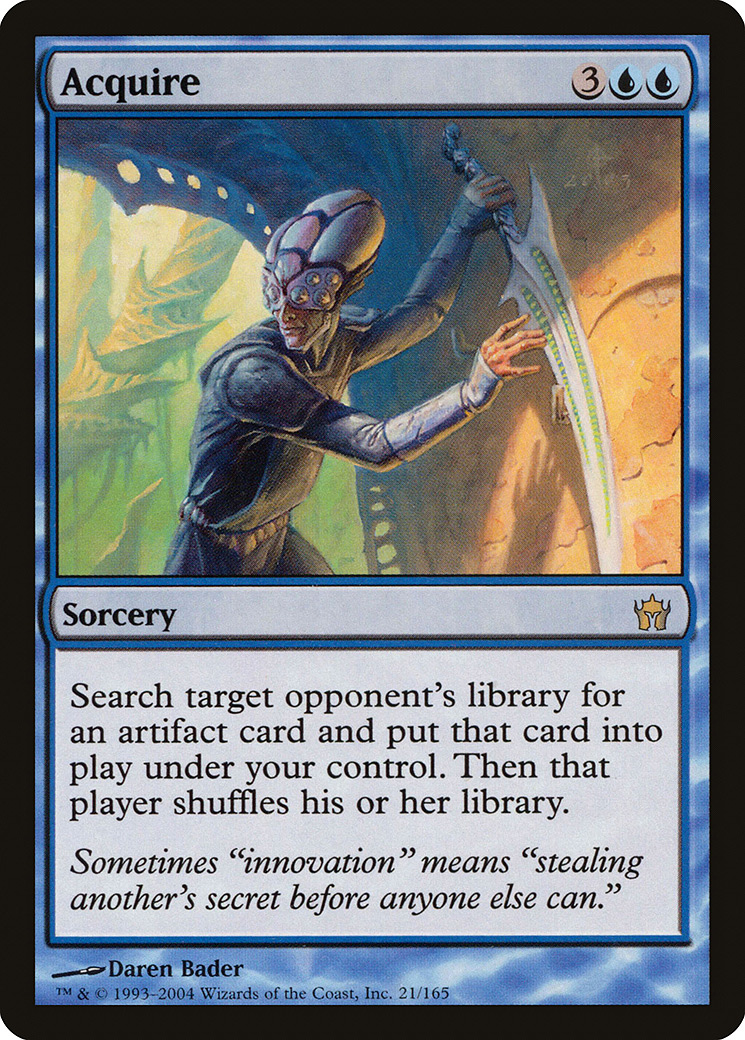 Acquire 3
Sorcery
Search target opponent's library for
an artifact card and put that card into
play under your control. Then that
player shuffles his or her library.
Sometimes “innovation” means “stealing
another's secret before anyone else can.”
Daren Bader
™ & © 1993–2004 Wizards of the Coast, Inc. 21/165